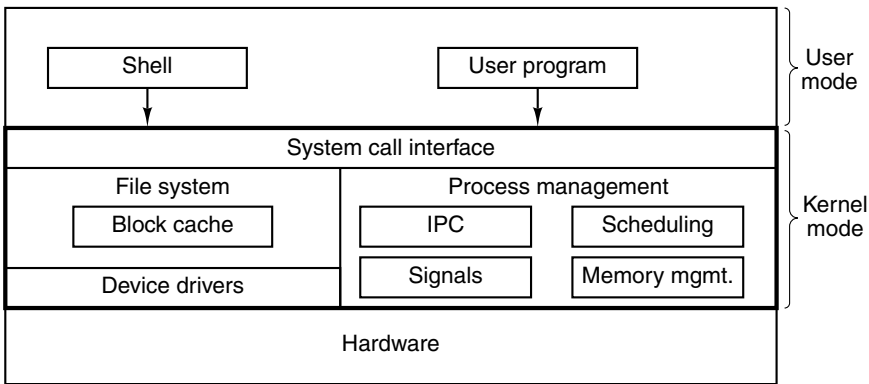 Shell
User program
User
mode
System call interface
File system
Process management
Block cache
IPC
Scheduling
Kernel
mode
Signals
Memory mgmt.
Device drivers
Hardware